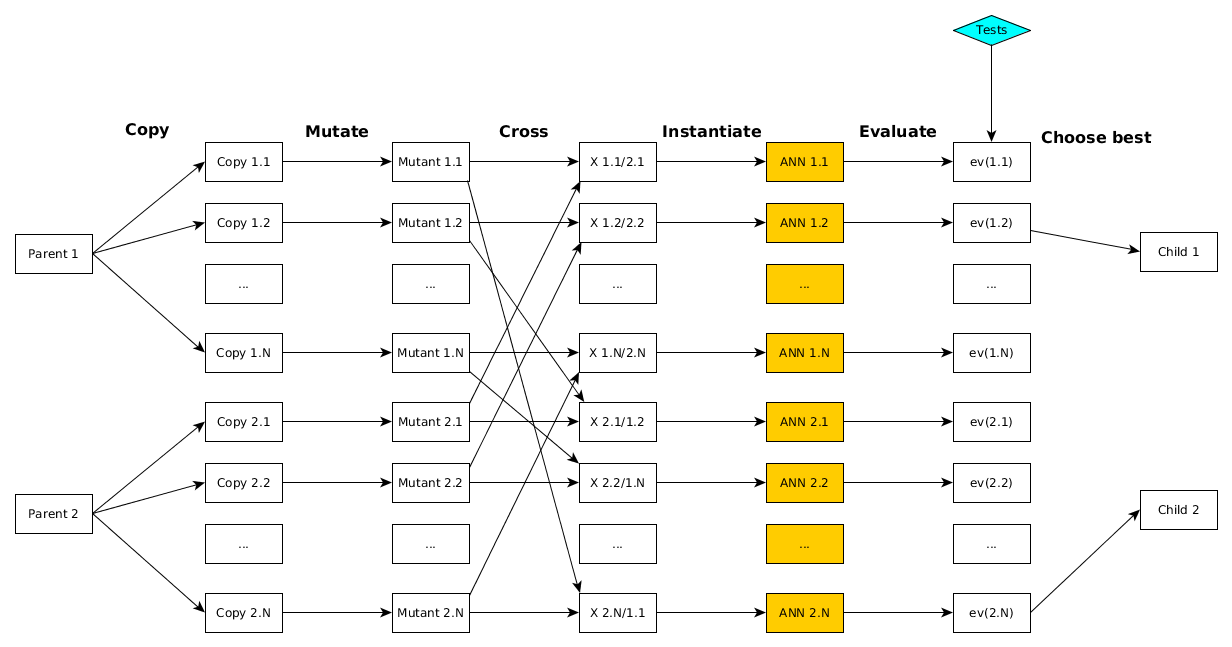 Tests
Copy
Mutate
Cross
Instantiate
Evaluate
Choose best
Copy 1.1
Mutant 1.1
X 1.1/2.1
ANN 1.1
ev(1.1)
Copy 1.2
Mutant 1.2
X 1.2/2.2
ANN 1.2
ev(1.2)
Parent 1
Child 1
...
...
...
...
...
Copy 1.N
Mutant 1.N
X 1.N/2.N
ANN 1.N
ev(1.N)
Copy 2.1
Mutant 2.1
X 2.1/1.2
ANN 2.1
ev(2.1)
Copy 2.2
Mutant 2.2
X 2.2/1.N
ANN 2.2
ev(2.2)
Parent 2
Child 2
...
...
...
...
...
Copy 2.N
Mutant 2.N
X 2.N/1.1
ANN 2.N
ev(2.N)